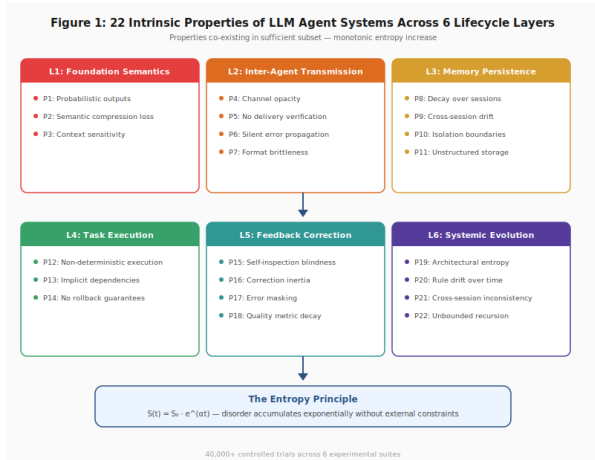 Figure 1: 22 Intrinsic Properties of LLM Agent Systems Across 6 Lifecycle Layers
Properties co-existing in sufficient subset — monotonic entropy increase
L1: Foundation Semantics
P1: Probabilistic outputs
P2: Semantic compression loss
P3: Context sensitivity
L2: Inter-Agent Transmission
P4: Channel opacity
P5: No delivery verification
P6: Silent error propagation
P7: Format brittleness
L3: Memory Persistence
P8: Decay over sessions
P9: Cross-session drift
P10: Isolation boundaries
P11: Unstructured storage
L4: Task Execution
P12: Non-deterministic execution
P13: Implicit dependencies
P14: No rollback guarantees
L5: Feedback Correction
P15: Self-inspection blindness
P16: Correction inertia
P17: Error masking
P18: Quality metric decay
L6: Systemic Evolution
P19: Architectural entropy
P20: Rule drift over time
P21: Cross-session inconsistency
P22: Unbounded recursion
The Entropy Principle
S(t) = S₀ · e^(αt) — disorder accumulates exponentially without external constraints
40,000+ controlled trials across 6 experimental suites